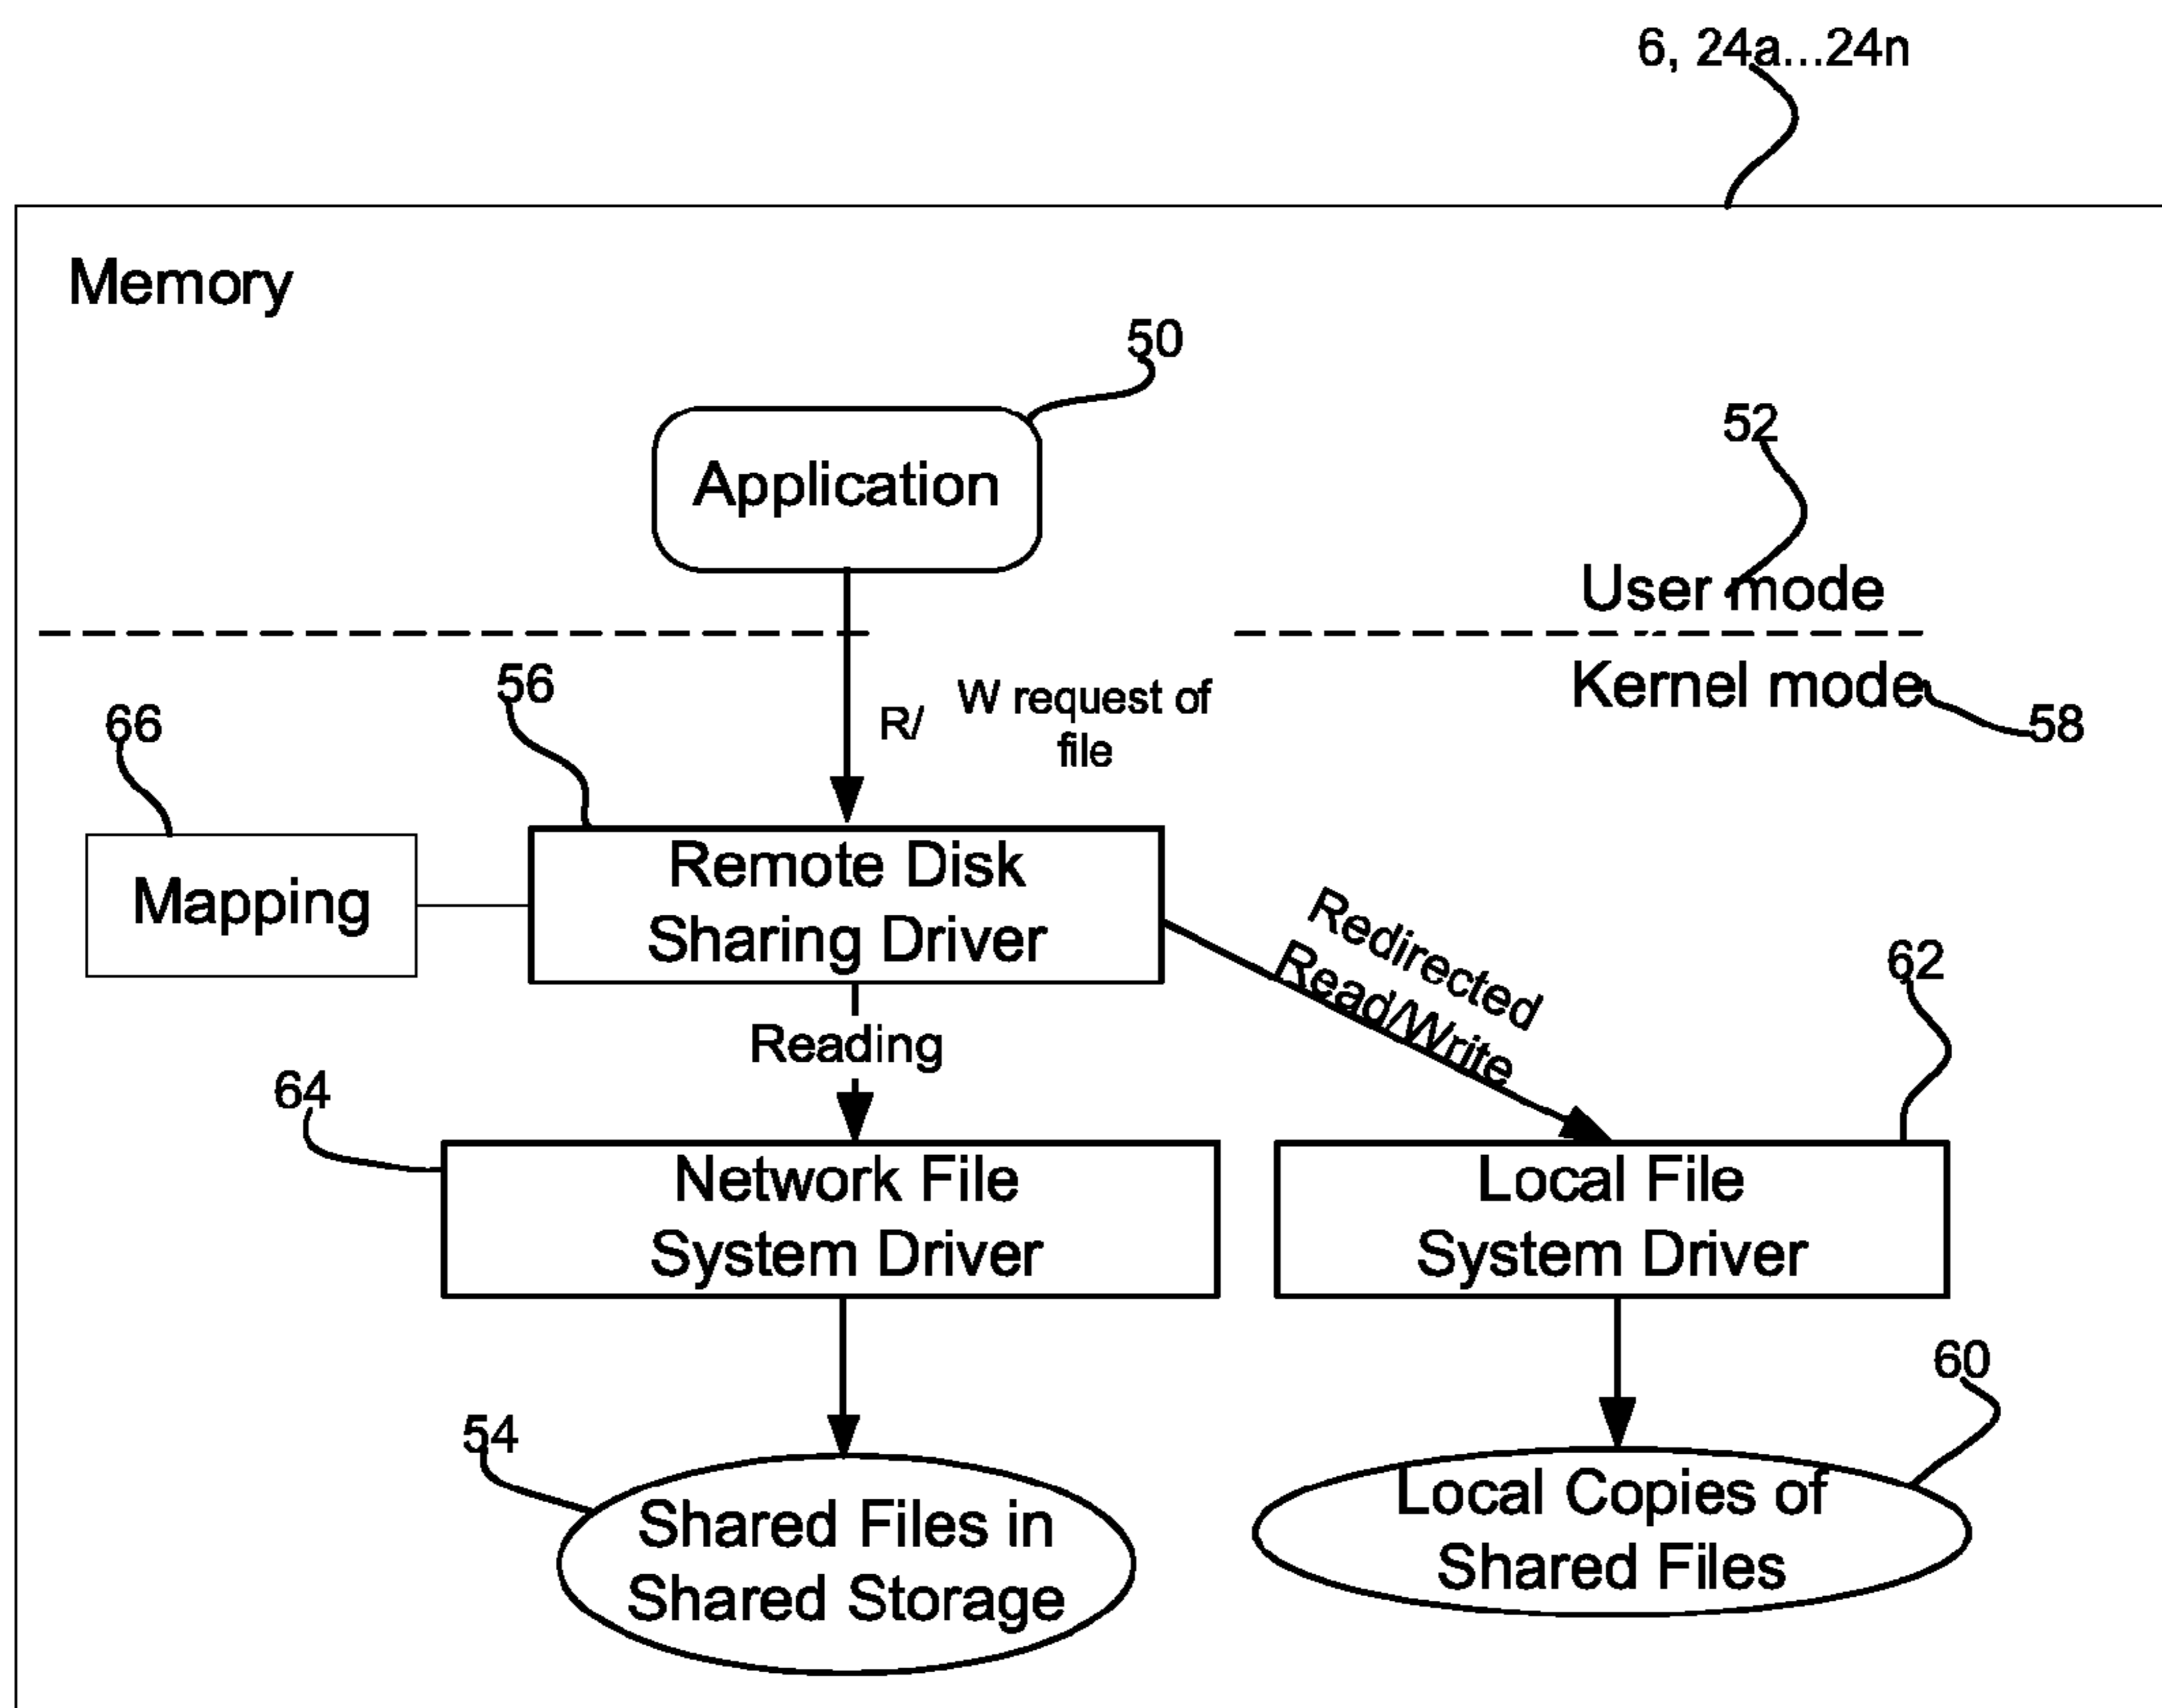 6, 24a...24n
Memory
50
Application
52
User mode
Kernel mode
58
56
66
R/
W request of
file
Mapping
Remote Disk
Sharing Driver
Redirected
Read/Write
62
Reading
64
Network File
System Driver
Local File
System Driver
60
54
Shared Files in
Shared Storage
Local Copies of
Shared Files